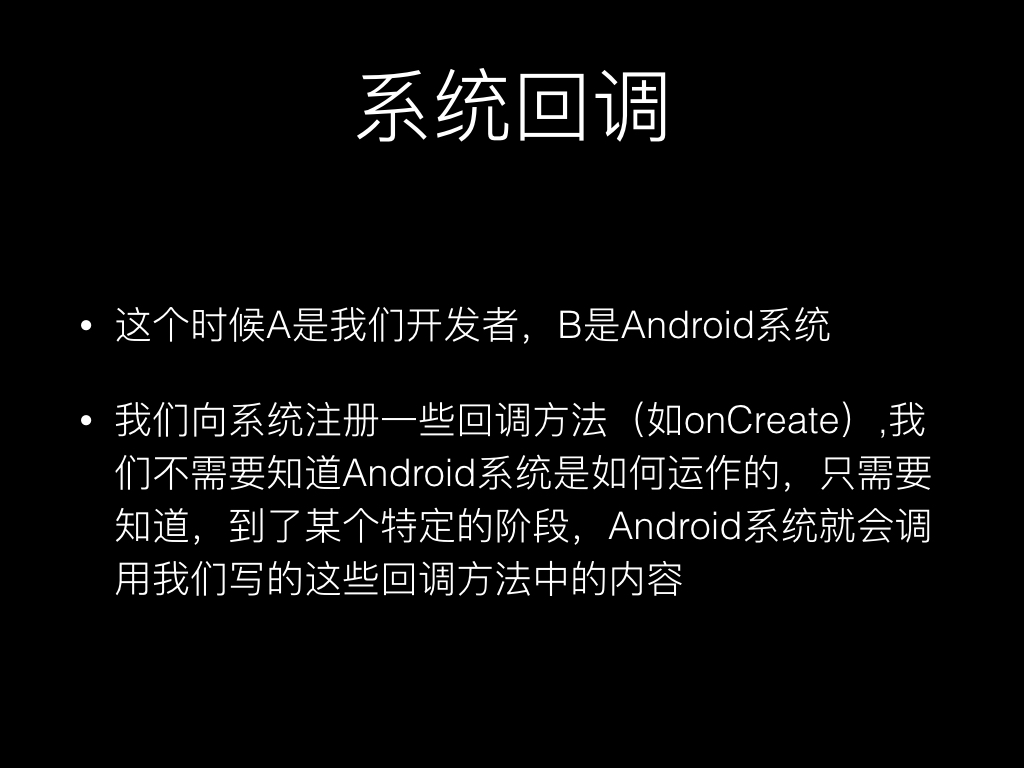 系统回调
• 这个时候A是我们开发者，B是Android系统
• 我们向系统注册一些回调方法（如onCreate）,我
们不需要知道Android系统是如何运作的，只需要
知道，到了某个特定的阶段，Android系统就会调
用我们写的这些回调方法中的内容